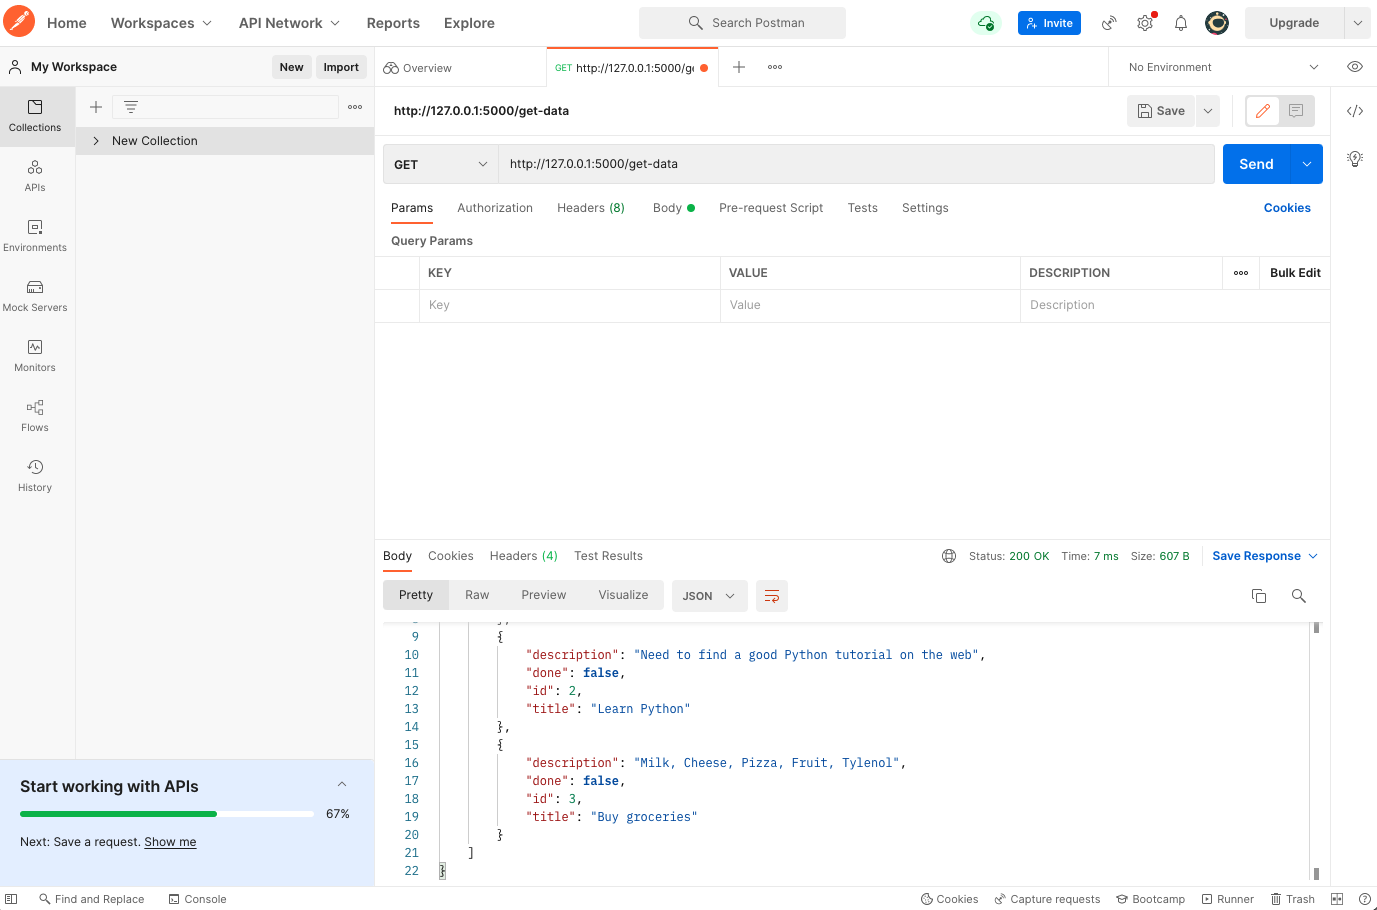 Home Workspaces API Network Reports Explore Search Postman Invite Upgrade
My Workspace New Import Overview GET http://127.0.0.1:5000/ge No Environment
Collections
APIs
Environments
Mock Servers
Monitors
Flows
History
New Collection
http://127.0.0.1:5000/get-data Save
GET http://127.0.0.1:5000/get-data Send
Params Authorization Headers (8) Body Pre-request Script Tests Settings Cookies
Query Params
KEY VALUE DESCRIPTION Bulk Edit
Key Value Description
Body Cookies Headers (4) Test Results Status: 200 OK Time: 7 ms Size: 607 B Save Response
Pretty Raw Preview Visualize JSON
9 {
10 "description": "Need to find a good Python tutorial on the web",
11 "done": false,
12 "id": 2,
13 "title": "Learn Python"
14 },
15 {
16 "description": "Milk, Cheese, Pizza, Fruit, Tylenol",
17 "done": false,
18 "id": 3,
19 "title": "Buy groceries"
20 }
21 ]
22 }
Start working with APIs
67%
Next: Save a request. Show me
Find and Replace Console Cookies Capture requests Bootcamp Runner Trash